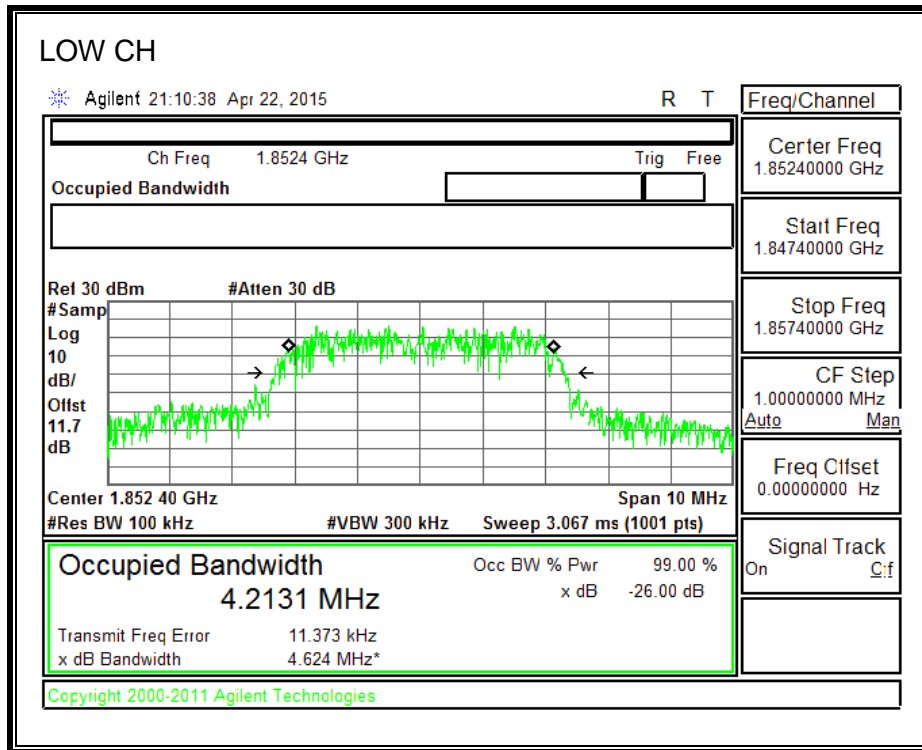 LOW CH
Agilent 21:10:38 Apr 22, 2015 R T
Freq/Channel
Ch Freq 1.8524 GHz Trig Free
Occupied Bandwidth
Center Freq
1.85240000 GHz
Start Freq
1.84740000 GHz
Stop Freq
1.85740000 GHz
CF Step
1.00000000 MHz
Auto Man
Freq Offset
0.00000000 Hz
Signal Track
On Off
Ref 30 dBm #Atten 30 dB
#Samp
Log
10
dB/
Offst
11.7
dB
Center 1.852 40 GHz Span 10 MHz
#Res BW 100 kHz #VBW 300 kHz Sweep 3.067 ms (1001 pts)
Occupied Bandwidth Occ BW % Pwr 99.00 %
4.2131 MHz x dB -26.00 dB
Transmit Freq Error 11.373 kHz
x dB Bandwidth 4.624 MHz*
Copyright 2000-2011 Agilent Technologies